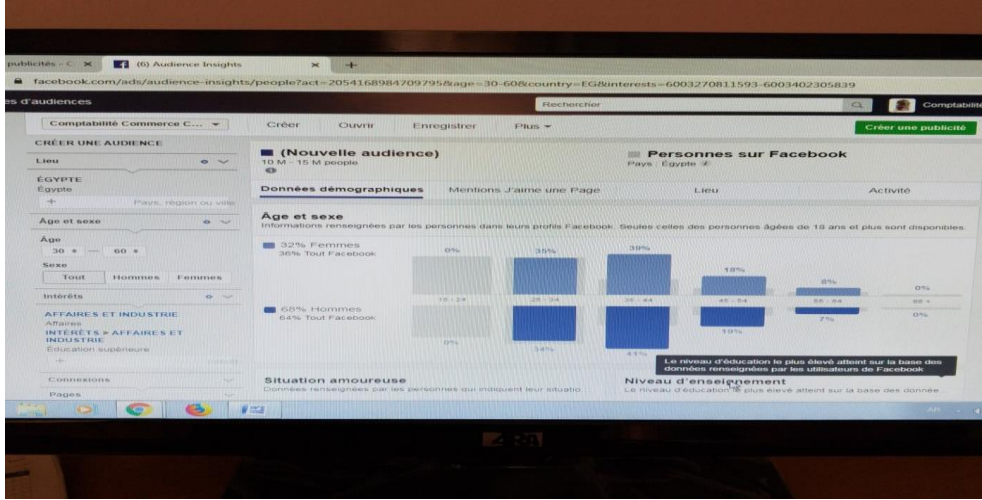 publicités - C
(6) Audience Insights
facebook.com/ads/audience-insights/people?act=2054168984709795&age=30-60&country=EG&interests=6003270811593-6003402305839
s d'audiences
Rechercher
Comptabilité
Comptabilité Commerce C...
Créer Ouvrir Enregistrer Plus
Créer une publicité
CRÉER UNE AUDIENCE
(Nouvelle audience)
10 M - 15 M people
Personnes sur Facebook
Pays : Égypte
Lieu
ÉGYPTE
Égypte
+ Pays, région ou ville
Données démographiques Mentions J'aime une Page Lieu Activité
Âge et sexe
Âge
30 — 60
Sexe
Tout Hommes Femmes
Intérêts
AFFAIRES ET INDUSTRIE
Affaires
INTÉRÊTS > AFFAIRES ET
INDUSTRIE
Éducation supérieure
+
Connexions
Pages
Âge et sexe
Informations renseignées par les personnes dans leurs profils Facebook. Seules celles des personnes âgées de 18 ans et plus sont disponibles.
32% Femmes
36% Tout Facebook
0% 35% 39% 18% 8% 0%
18 - 24 25 - 34 35 - 44 45 - 54 55 - 64 65 +
68% Hommes
64% Tout Facebook
0% 34% 41% 19% 7% 0%
Le niveau d'éducation le plus élevé atteint sur la base des
données renseignées par les utilisateurs de Facebook
Situation amoureuse
Données renseignées par les personnes qui indiquent leur situatio
Niveau d'enseignement
Le niveau d'éducation le plus élevé atteint sur la base des donnée
AR